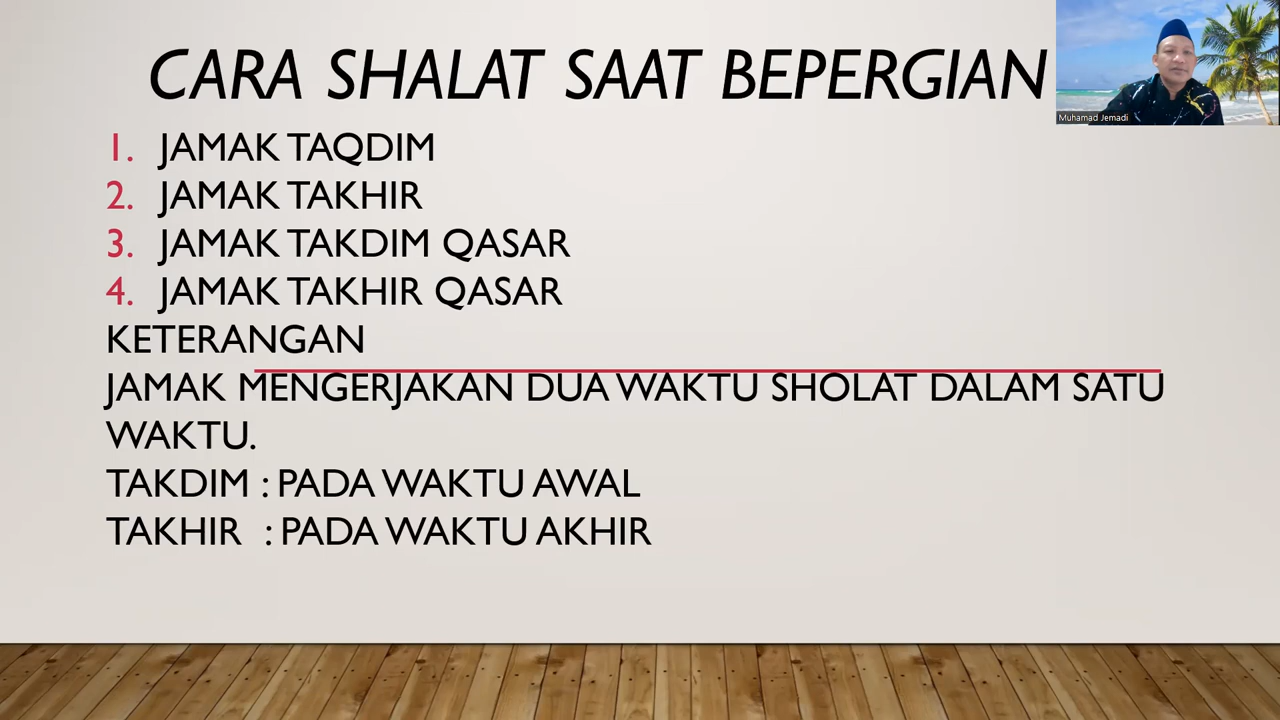 CARA SHALAT SAAT BEPERGIAN
Muhamad Jemadi
1. JAMAK TAQDIM
2. JAMAK TAKHIR
3. JAMAK TAKDIM QASAR
4. JAMAK TAKHIR QASAR
KETERANGAN
JAMAK MENGERJAKAN DUA WAKTU SHOLAT DALAM SATU
WAKTU.
TAKDIM : PADA WAKTU AWAL
TAKHIR : PADA WAKTU AKHIR